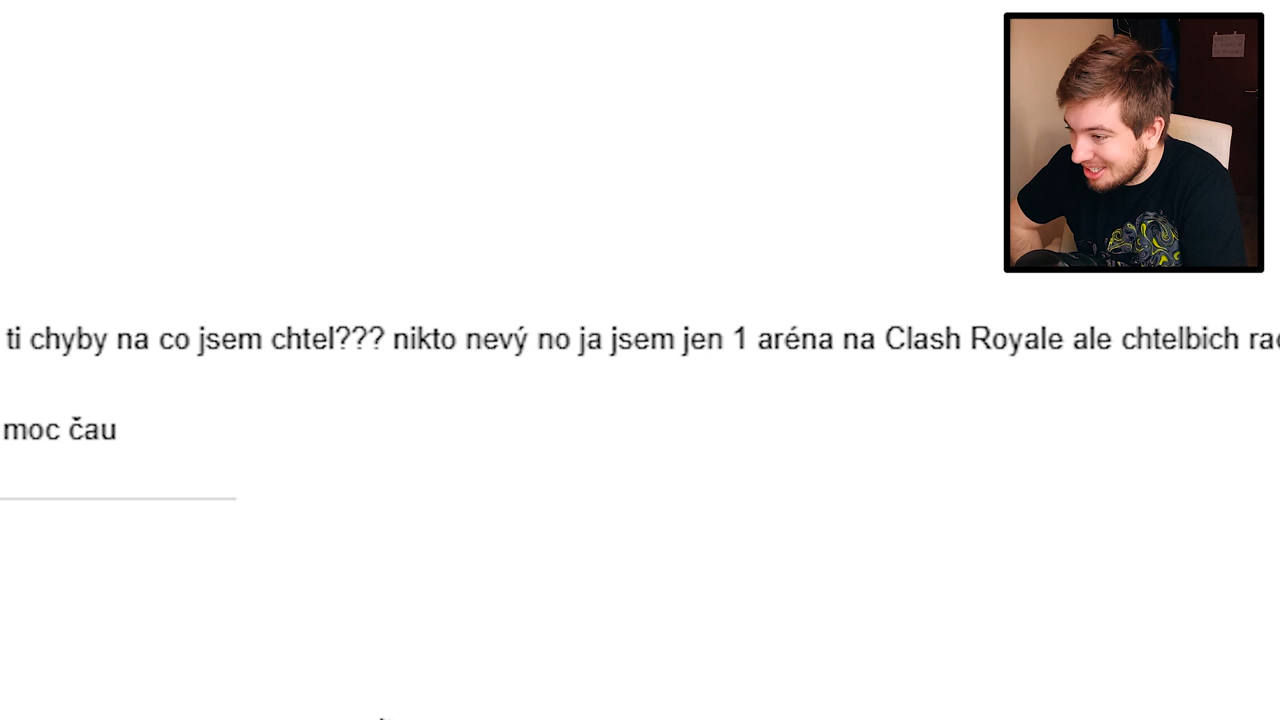 ti chyby na co jsem chtel??? nikto nevý no ja jsem jen 1 aréna na Clash Royale ale chtelbich
moc čau